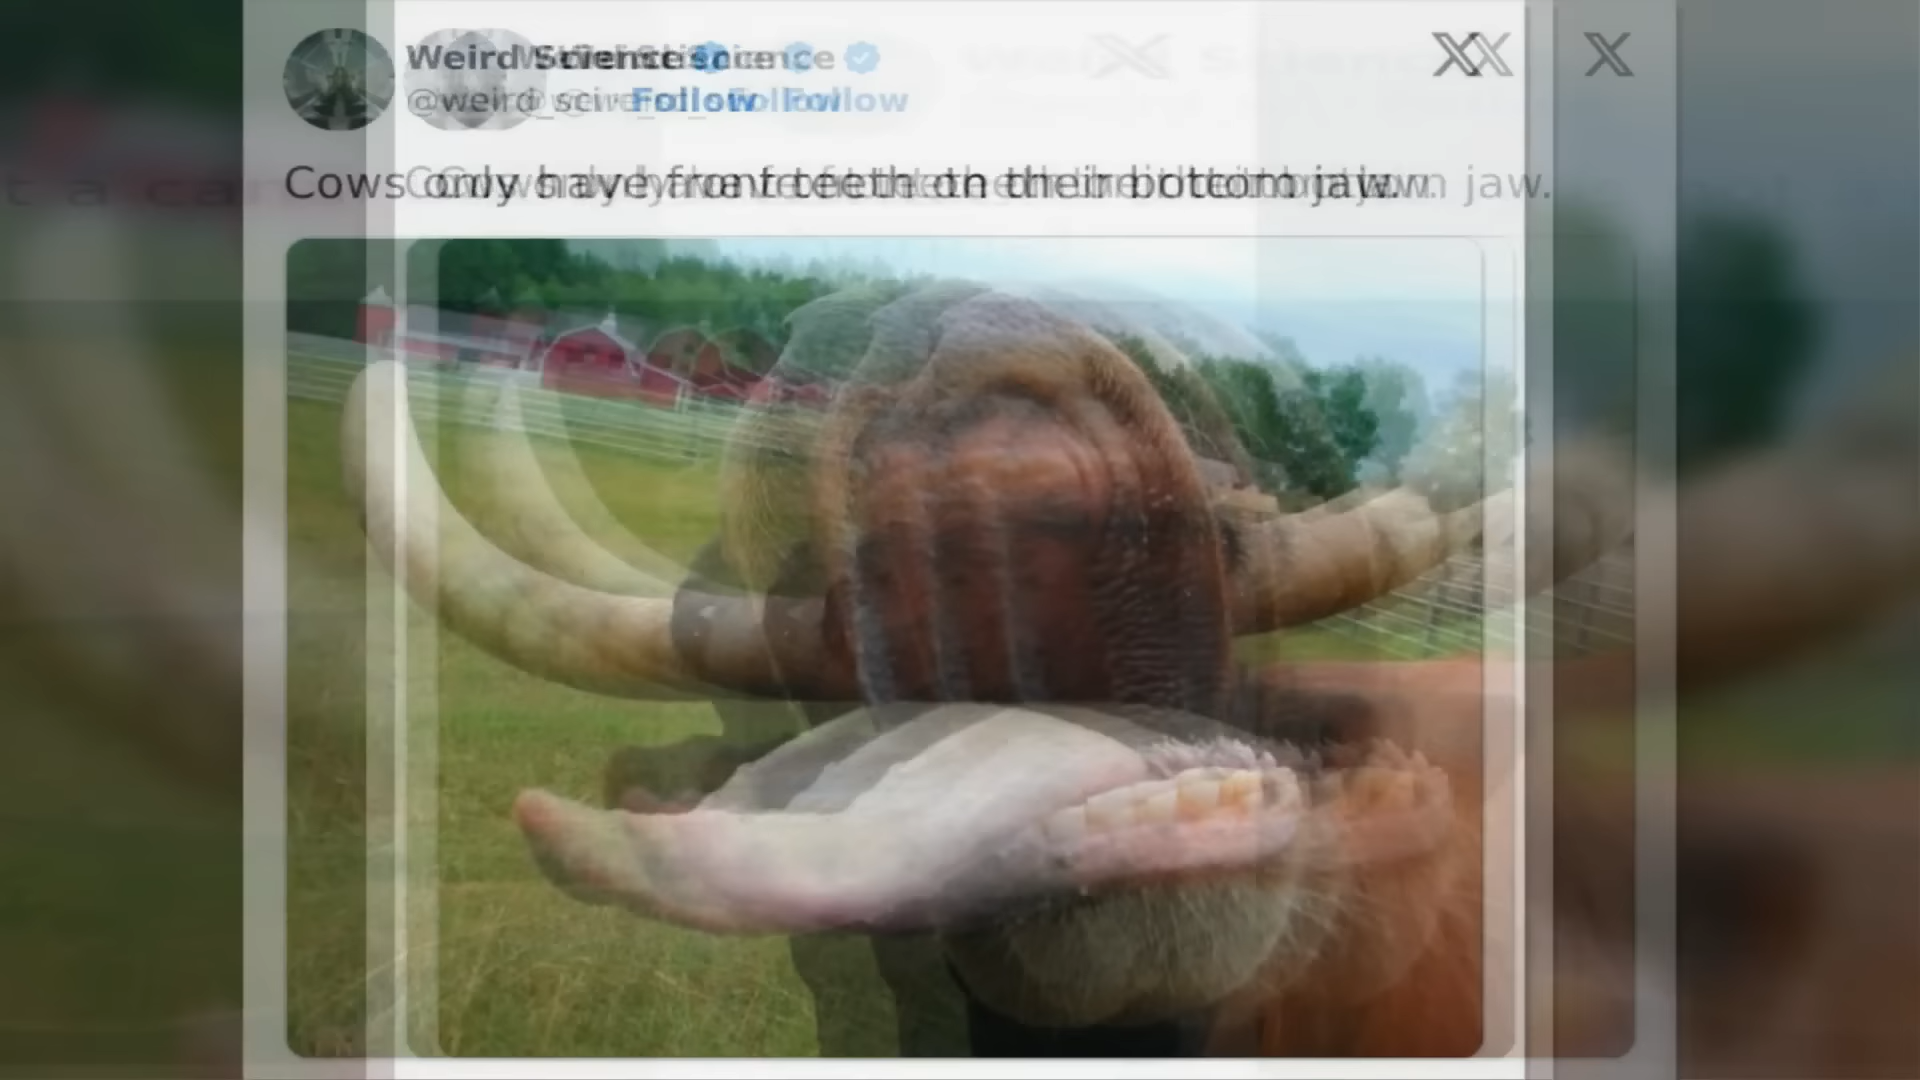 Weird Science
@weird_sci · Follow
Cows only have front teeth on their bottom jaw.